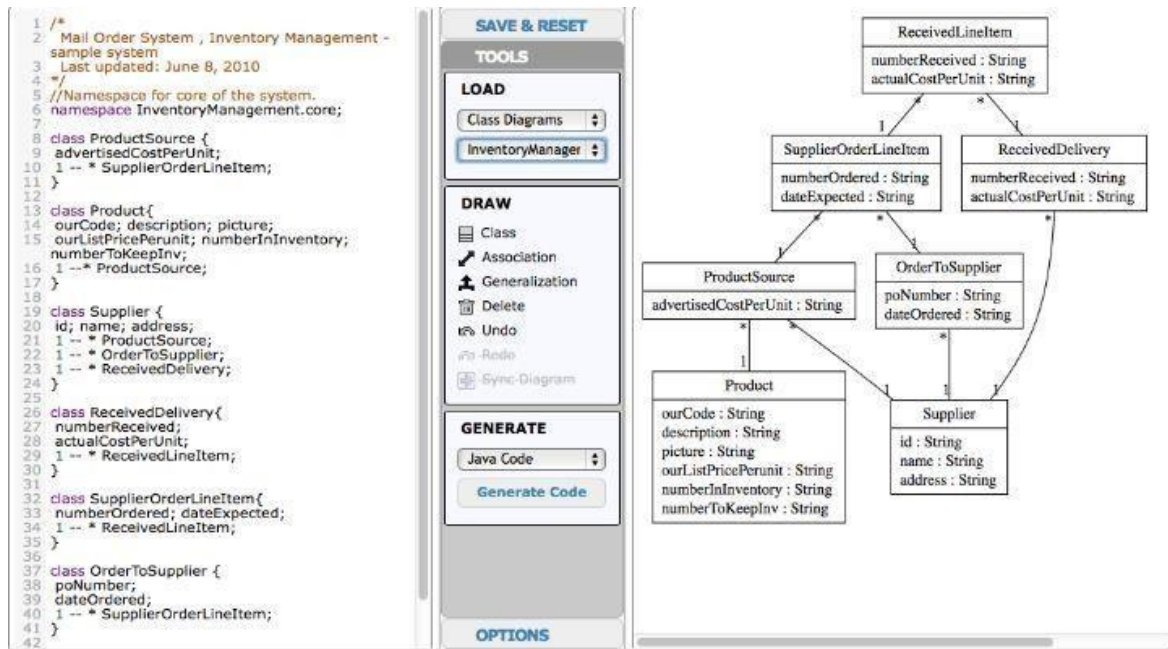 1 /*
2 Mail Order System , Inventory Management -
sample system
3 Last updated: June 8, 2010
4 */
5 //Namespace for core of the system.
6 namespace InventoryManagement.core;
7
8 class ProductSource {
9 advertisedCostPerUnit;
10 1 -- * SupplierOrderLineItem;
11 }
12
13 class Product{
14 ourCode; description; picture;
15 ourListPricePerunit; numberInInventory;
numberToKeepInv;
16 1 --* ProductSource;
17 }
18
19 class Supplier {
20 id; name; address;
21 1 -- * ProductSource;
22 1 -- * OrderToSupplier;
23 1 -- * ReceivedDelivery;
24 }
25
26 class ReceivedDelivery{
27 numberReceived;
28 actualCostPerUnit;
29 1 -- * ReceivedLineItem;
30 }
31
32 class SupplierOrderLineItem{
33 numberOrdered; dateExpected;
34 1 -- * ReceivedLineItem;
35 }
36
37 class OrderToSupplier {
38 poNumber;
39 dateOrdered;
40 1 -- * SupplierOrderLineItem;
41 }
42
SAVE & RESET
TOOLS
LOAD
Class Diagrams
InventoryManager
DRAW
Class
Association
Generalization
Delete
Undo
Redo
Sync-Diagram
GENERATE
Java Code
Generate Code
OPTIONS
ReceivedLineItem
numberReceived : String
actualCostPerUnit : String
* *
1 1
SupplierOrderLineItem
numberOrdered : String
dateExpected : String
* *
ReceivedDelivery
numberReceived : String
actualCostPerUnit : String
*
1 1
ProductSource
advertisedCostPerUnit : String
* *
OrderToSupplier
poNumber : String
dateOrdered : String
*
1 1 1 1
Product
ourCode : String
description : String
picture : String
ourListPricePerunit : String
numberInInventory : String
numberToKeepInv : String
Supplier
id : String
name : String
address : String